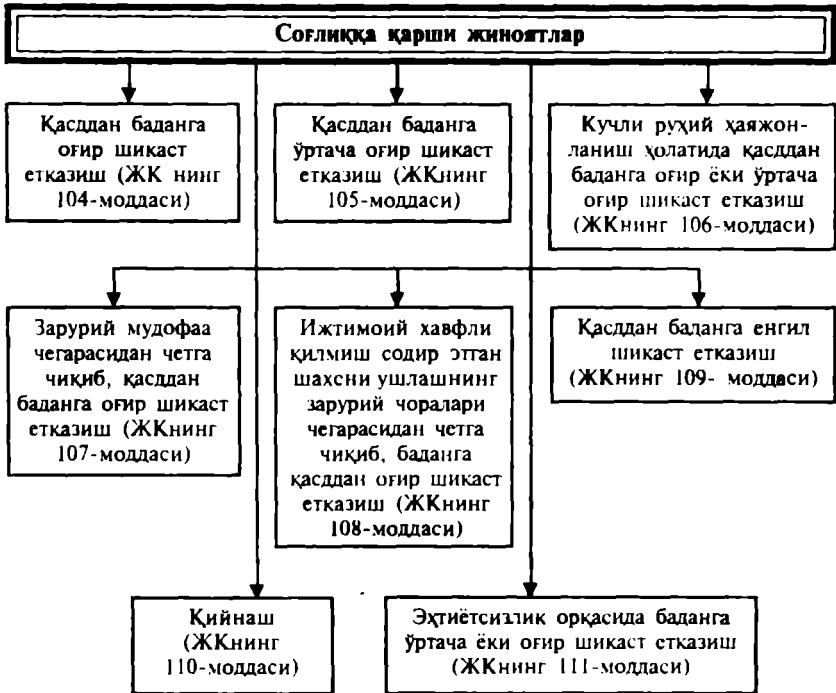 Соғлиққа қарши жиноятлар
Қасддан баданга
оғир шикаст
етказиш (ЖК нинг
104-моддаси)
Қасддан баданга
ўртача оғир шикаст
етказиш (ЖКнинг
105-моддаси)
Кучли руҳий ҳаяжон-
ланиш ҳолатида қасддан
баданга оғир ёки ўртача
оғир шикаст етказиш
(ЖКнинг 106-моддаси)
Зарурий мудофаа
чегарасидан четга
чиқиб, қасддан
баданга оғир шикаст
етказиш (ЖКнинг
107-моддаси)
Ижтимоий хавфли
қилмиш содир этган
шахсни ушлашнинг
зарурий чоралари
чегарасидан четга
чиқиб, баданга
қасддан оғир шикаст
етказиш (ЖКнинг
108-моддаси)
Қасддан баданга енгил
шикаст етказиш
(ЖКнинг 109- моддаси)
Қийнаш
(ЖКнинг
110-моддаси)
Эҳтиётсизлик орқасида баданга
ўртача ёки оғир шикаст етказиш
(ЖКнинг 111-моддаси)